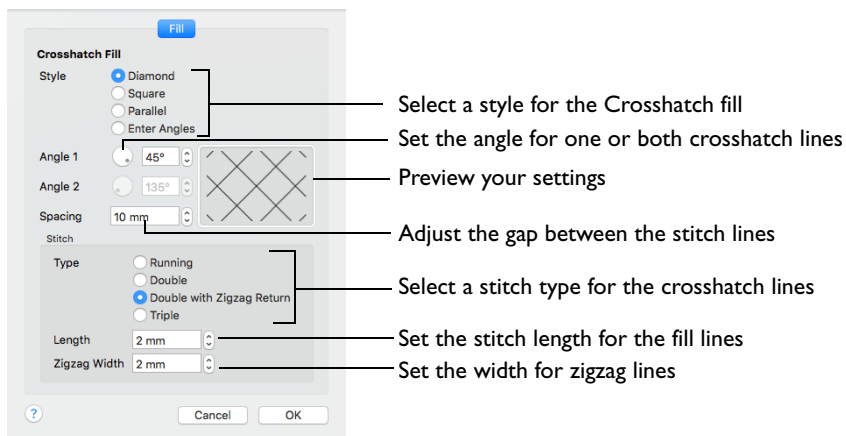 Fill
Crosshatch Fill
Style
Diamond
Square
Parallel
Enter Angles
Select a style for the Crosshatch fill
Set the angle for one or both crosshatch lines
Angle 1 45°
Preview your settings
Angle 2 135°
Spacing 10 mm
Adjust the gap between the stitch lines
Stitch
Type
Running
Double
Double with Zigzag Return
Triple
Select a stitch type for the crosshatch lines
Length 2 mm
Set the stitch length for the fill lines
Zigzag Width 2 mm
Set the width for zigzag lines
? Cancel OK